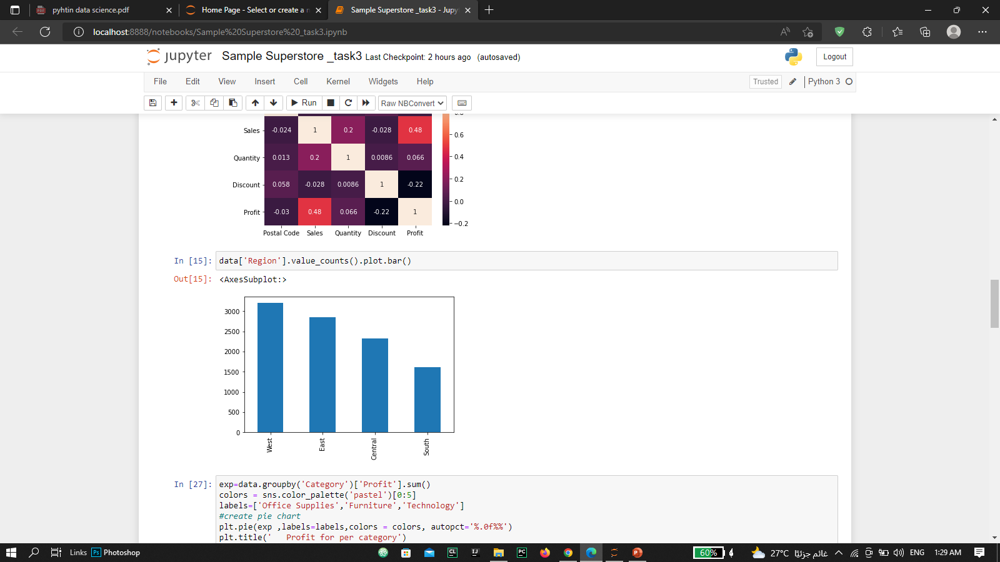 pyhtin data science.pdf
Home Page - Select or create a n
Sample Superstore _task3 - Jupy
localhost:8888/notebooks/Sample%20Superstore%20_task3.ipynb
jupyter Sample Superstore _task3 Last Checkpoint: 2 hours ago (autosaved)
Logout
File Edit View Insert Cell Kernel Widgets Help
Trusted
Python 3
Run
Raw NBConvert
Sales -0.024 1 0.2 -0.028 0.48
0.6
Quantity 0.013 0.2 1 0.0086 0.066
0.4
Discount 0.058 -0.028 0.0086 1 -0.22
0.2
0.0
Profit -0.03 0.48 0.066 -0.22 1
−0.2
Postal Code Sales Quantity Discount Profit
In [15]: data['Region'].value_counts().plot.bar()
Out[15]: <AxesSubplot:>
3000
2500
2000
1500
1000
500
0
West
East
Central
South
In [27]: exp=data.groupby('Category')['Profit'].sum()
colors = sns.color_palette('pastel')[0:5]
labels=['Office Supplies','Furniture','Technology']
#create pie chart
plt.pie(exp ,labels=labels,colors = colors, autopct='%.0f%%')
plt.title('   Profit for per category')
Links
Ps Photoshop
CL
IJ
PC
60%
27°C غائم جزئيًا
ENG
1:29 AM